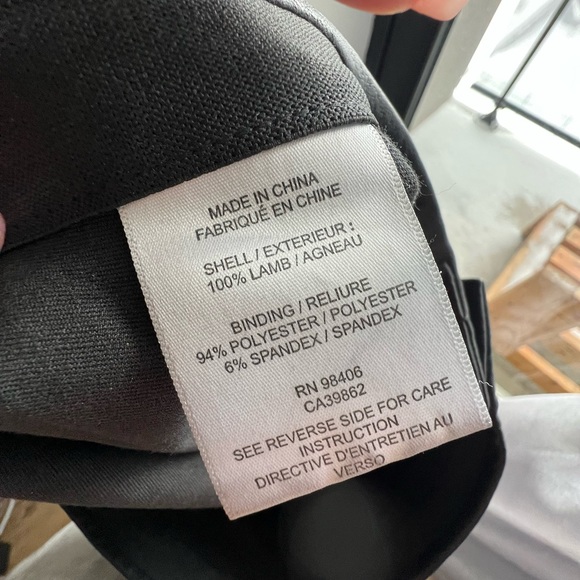 MADE IN CHINA
FABRIQUÉ EN CHINE
SHELL / EXTERIEUR :
100% LAMB / AGNEAU
BINDING / RELIURE
94% POLYESTER / POLYESTER
6% SPANDEX / SPANDEX
RN 98406
CA39862
SEE REVERSE SIDE FOR CARE
INSTRUCTION
DIRECTIVE D'ENTRETIEN AU
VERSO